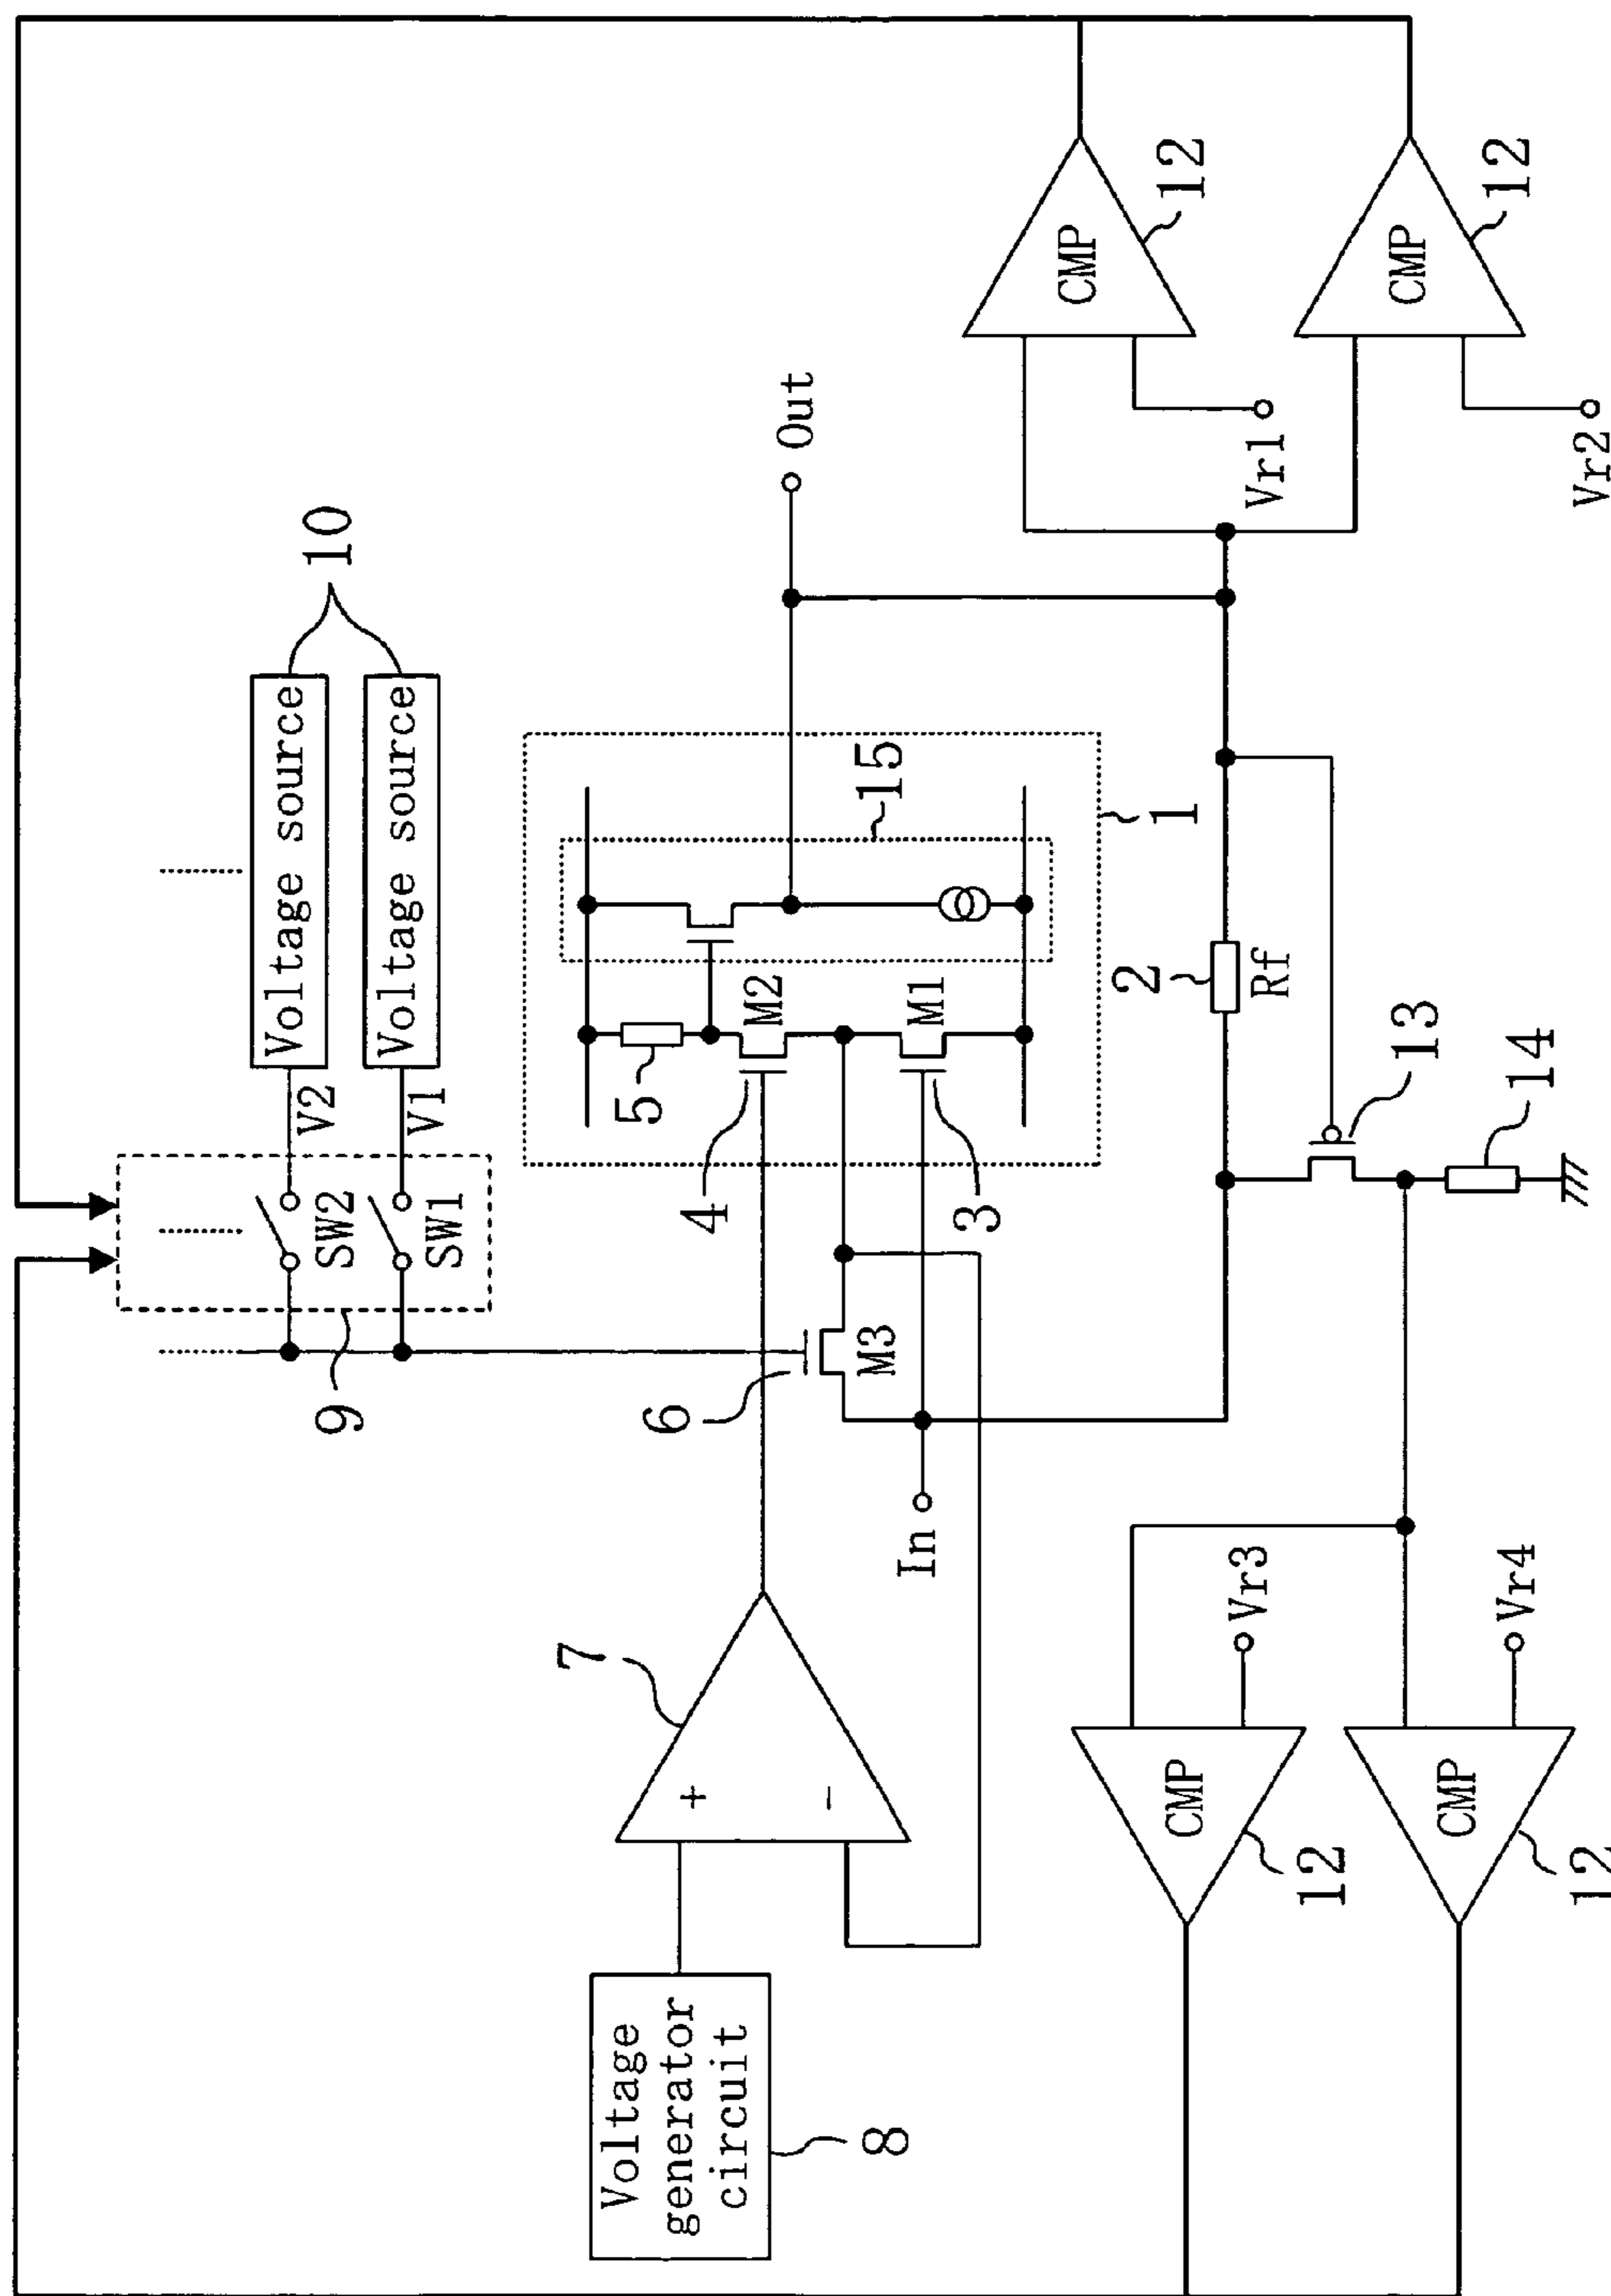 Voltage source
Voltage source
10
V2
V1
SW2
SW1
9
Out
15
1
5
M2
M1
4
3
6
M3
In
7
+
−
Voltage
generator
circuit
8
2
Rf
13
14
CMP
12
Vr1
CMP
12
Vr2
CMP
12
Vr3
CMP
12
Vr4